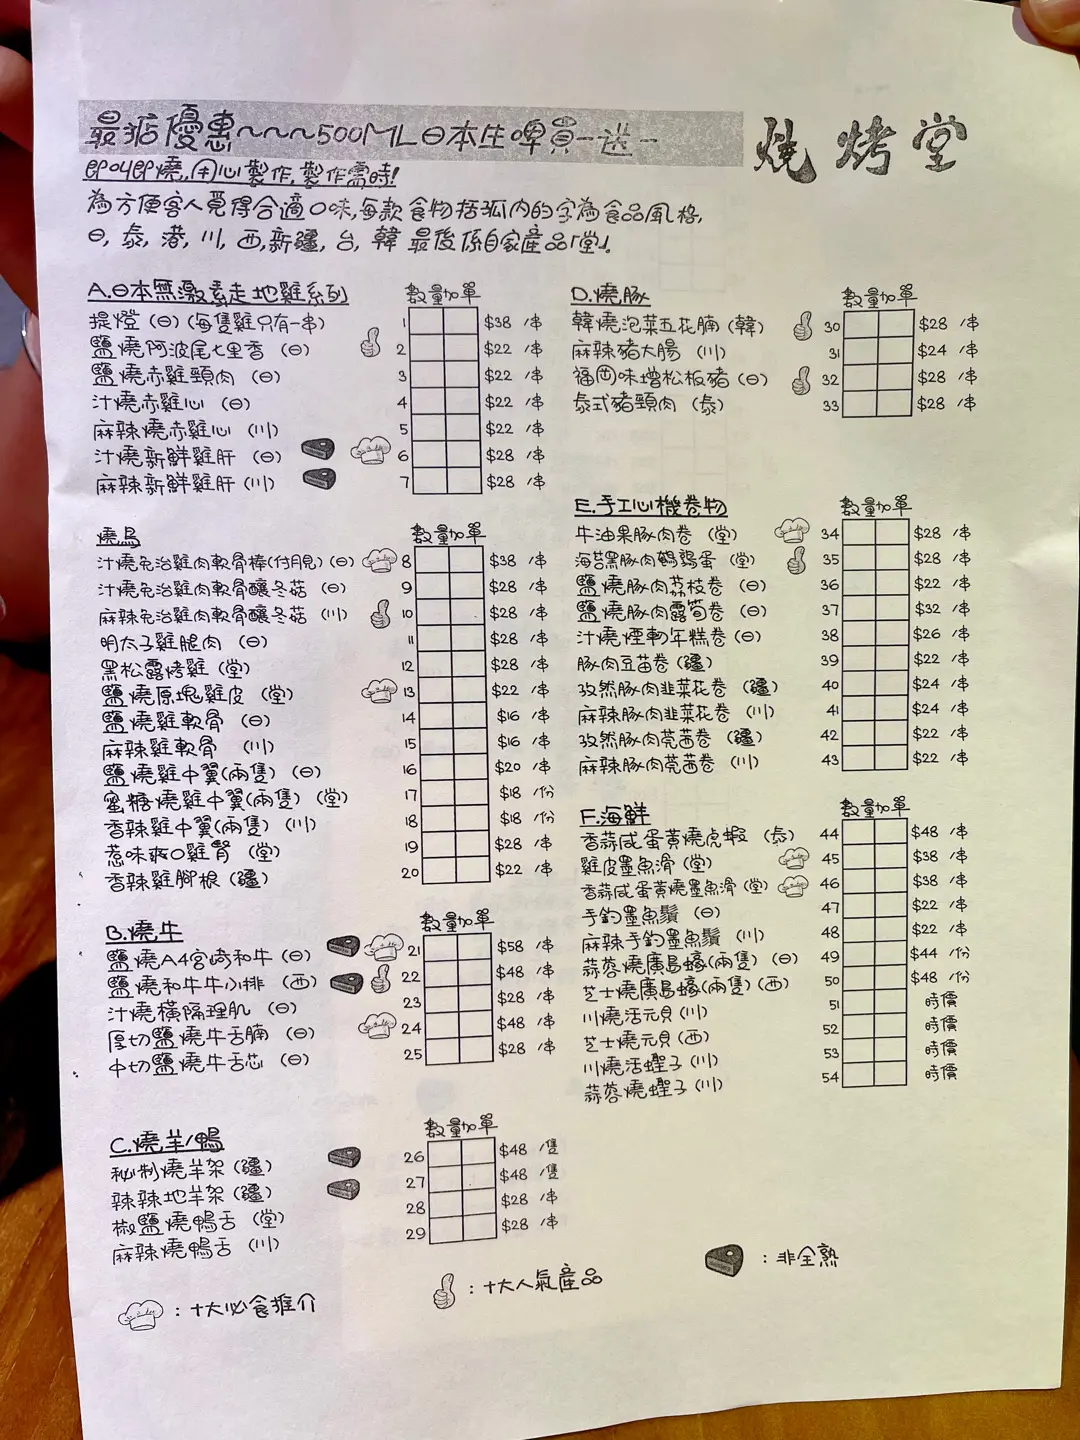 最抵優惠~~~500ML日本生啤買一送一
燒烤堂
即叫即燒,用心製作,製作需時!
為方便客人覓得合適口味,每款食物括弧内的字為食品風格,
日,泰,港,川,西,新疆,台,韓 最後係自家産品「堂」.
A.日本無激素走地雞系列 數量加單
提燈 (日) (每隻雞只有一串) 1 $38 /串
鹽燒阿波尾七里香 (日) 2 $22 /串
鹽燒赤雞頸肉 (日) 3 $22 /串
汁燒赤雞心 (日) 4 $22 /串
麻辣燒赤雞心 (川) 5 $22 /串
汁燒新鮮雞肝 (日) 6 $28 /串
麻辣新鮮雞肝 (川) 7 $28 /串
燒鳥 數量加單
汁燒免治雞肉軟骨棒(付月見) (日) 8 $38 /串
汁燒免治雞肉軟骨釀冬菇 (日) 9 $28 /串
麻辣免治雞肉軟骨釀冬菇 (川) 10 $28 /串
明太子雞腿肉 (日) 11 $28 /串
黑松露烤雞 (堂) 12 $28 /串
鹽燒原塊雞皮 (堂) 13 $22 /串
鹽燒雞軟骨 (日) 14 $16 /串
麻辣雞軟骨 (川) 15 $16 /串
鹽燒雞中翼(兩隻) (日) 16 $20 /串
蜜糖燒雞中翼(兩隻) (堂) 17 $18 /份
香辣雞中翼(兩隻) (川) 18 $18 /份
惹味爽口雞腎 (堂) 19 $28 /串
香辣雞腳根 (疆) 20 $22 /串
B.燒牛 數量加單
鹽燒A4宮崎和牛 (日) 21 $58 /串
鹽燒和牛牛小排 (西) 22 $48 /串
汁燒橫隔理肌 (日) 23 $28 /串
厚切鹽燒牛舌腩 (日) 24 $48 /串
中切鹽燒牛舌芯 (日) 25 $28 /串
C.燒羊/鴨 數量加單
秘制燒羊架 (疆) 26 $48 /隻
辣辣地羊架 (疆) 27 $48 /隻
椒鹽燒鴨舌 (堂) 28 $28 /串
麻辣燒鴨舌 (川) 29 $28 /串
D.燒豚 數量加單
韓燒泡菜五花腩 (韓) 30 $28 /串
麻辣豬大腸 (川) 31 $24 /串
福岡味增松板豬 (日) 32 $28 /串
泰式豬頸肉 (泰) 33 $28 /串
E.手工心機卷物 數量加單
牛油果豚肉卷 (堂) 34 $28 /串
海苔黑豚肉鵪鶉蛋 (堂) 35 $28 /串
鹽燒豚肉荔枝卷 (日) 36 $22 /串
鹽燒豚肉露筍卷 (日) 37 $32 /串
汁燒煙鞘年糕卷 (日) 38 $26 /串
豚肉豆苗卷 (疆) 39 $22 /串
孜然豚肉韭菜花卷 (疆) 40 $24 /串
麻辣豚肉韭菜花卷 (川) 41 $24 /串
孜然豚肉芫茜卷 (疆) 42 $22 /串
麻辣豚肉芫茜卷 (川) 43 $22 /串
F.海鮮 數量加單
香蒜咸蛋黃燒虎蝦 (泰) 44 $48 /串
雞皮墨魚滑 (堂) 45 $38 /串
香蒜咸蛋黃燒墨魚滑 (堂) 46 $38 /串
手釣墨魚鬚 (日) 47 $22 /串
麻辣手釣墨魚鬚 (川) 48 $22 /串
蒜蓉燒廣島蠔(兩隻) (日) 49 $44 /份
芝士燒廣島蠔(兩隻) (西) 50 $48 /份
川燒活元貝 (川) 51 時價
芝士燒元貝 (西) 52 時價
川燒活蟶子 (川) 53 時價
蒜蓉燒蟶子 (川) 54 時價
:十大必食推介
:十大人氣産品
:非全熟